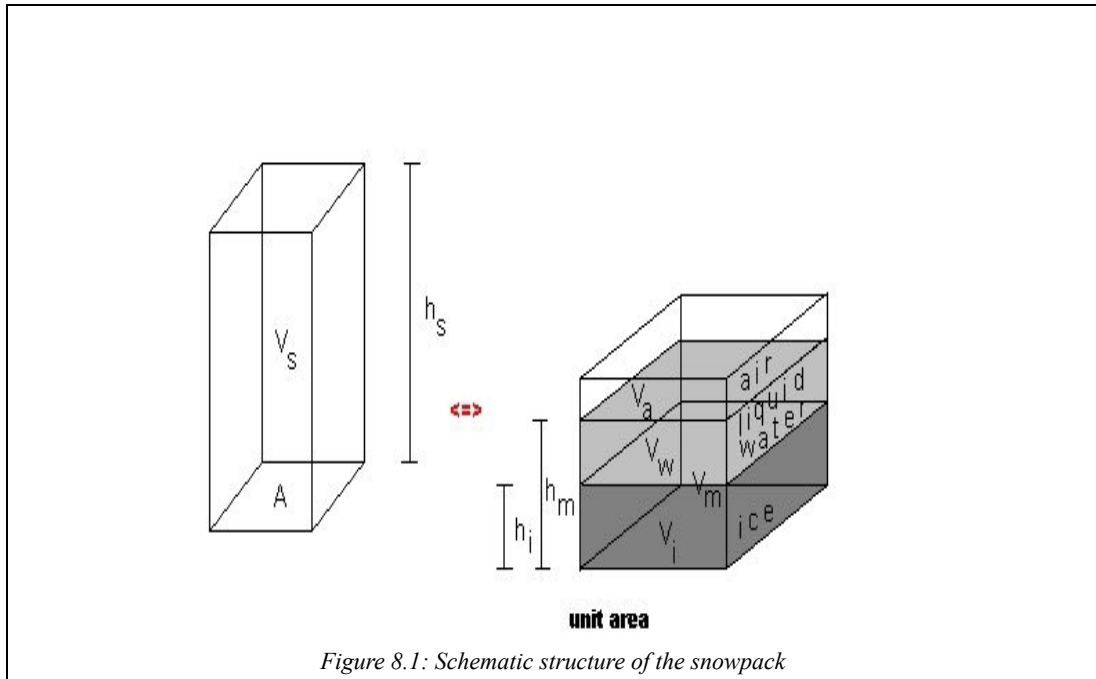 h_s
V_s
<=>
A
air
liquid
water
ice
V_a
V_w
V_m
V_i
h_m
h_i
unit area
Figure 8.1: Schematic structure of the snowpack